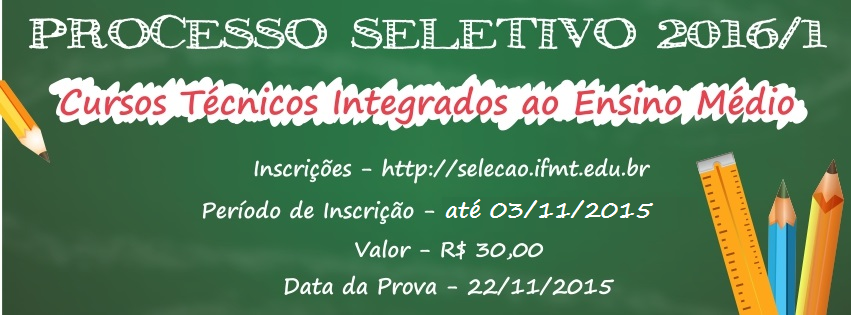 PROCESSO SELETIVO 2016/1
Cursos Técnicos Integrados ao Ensino Médio
Inscrições - http://selecao.ifmt.edu.br
Período de Inscrição - até 03/11/2015
Valor - R$ 30,00
Data da Prova - 22/11/2015